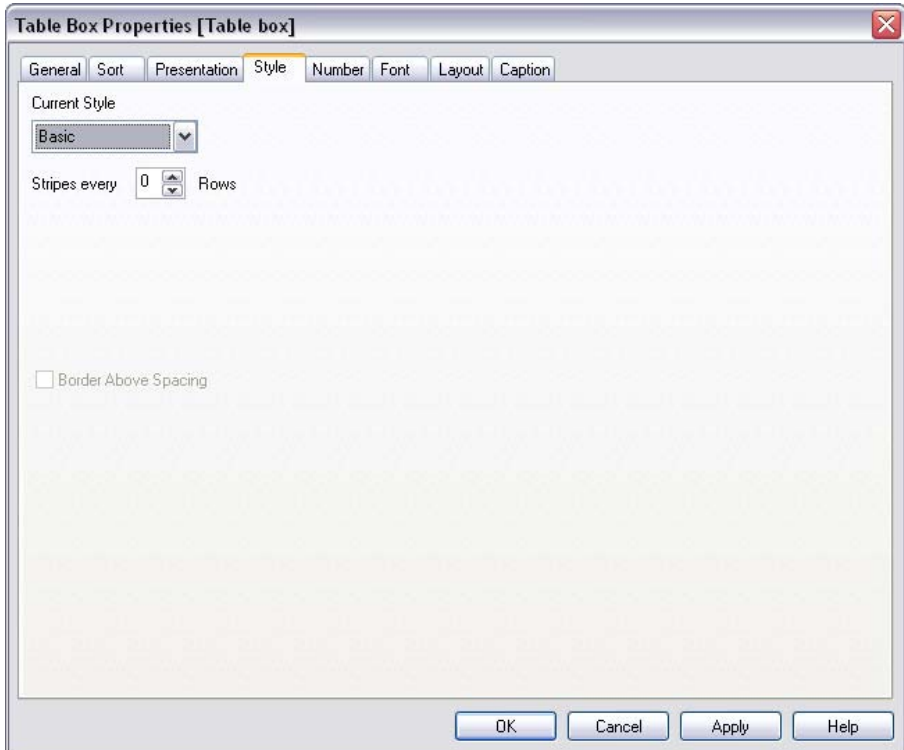 Table Box Properties [Table box]
General Sort Presentation Style Number Font Layout Caption
Current Style
Basic
Stripes every 0 Rows
Border Above Spacing
OK Cancel Apply Help